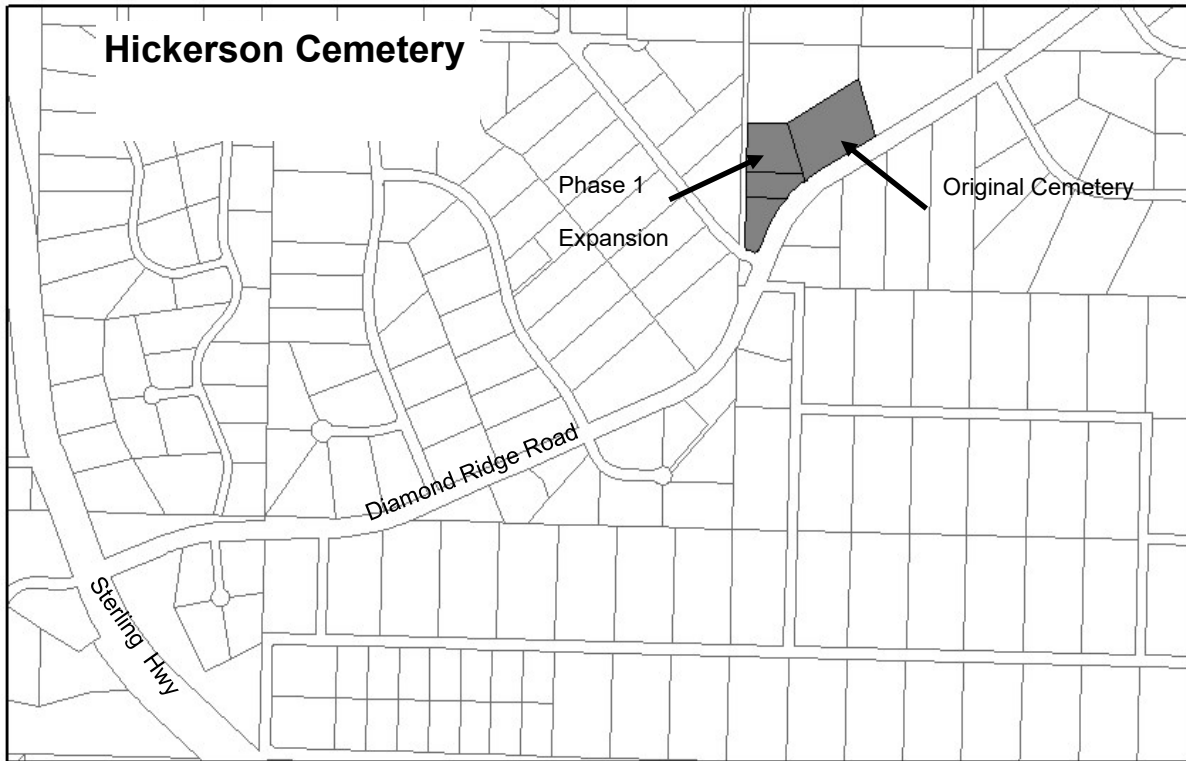 Hickerson Cemetery
Phase 1
Expansion
Original Cemetery
Diamond Ridge Road
Sterling Hwy